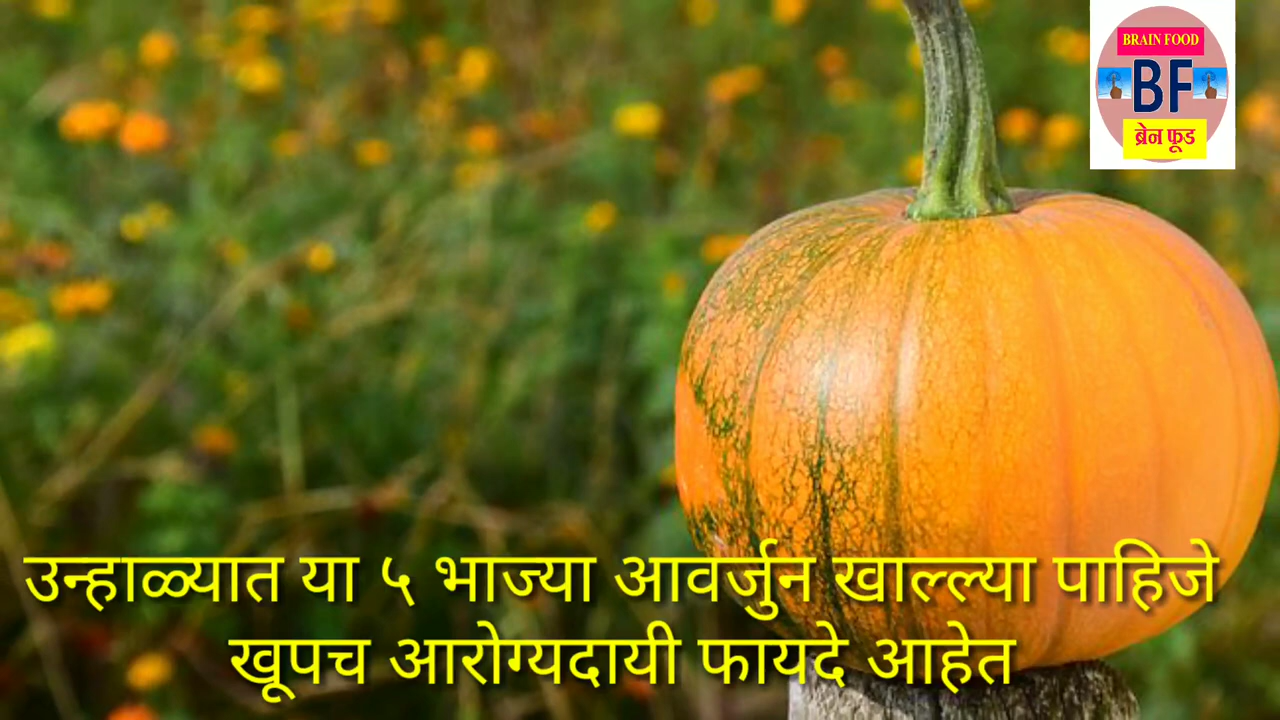 BRAIN FOOD
BF
ब्रेन फूड
उन्हाळ्यात या ५ भाज्या आवर्जुन खाल्ल्या पाहिजे
खूपच आरोग्यदायी फायदे आहेत